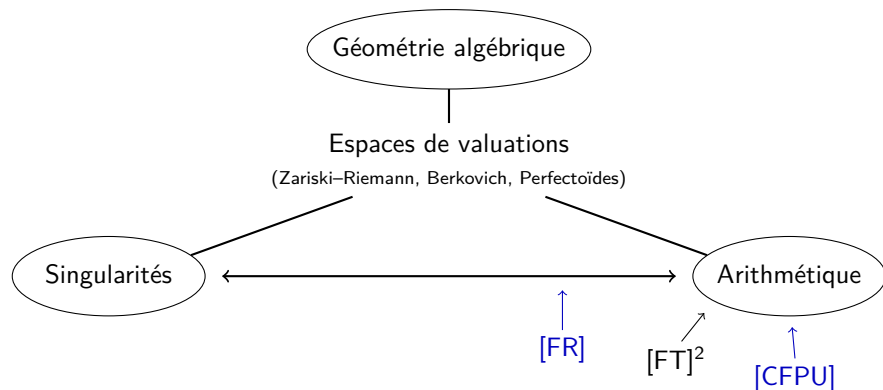 Géométrie algébrique
Espaces de valuations
(Zariski–Riemann, Berkovich, Perfectoïdes)
Singularités
Arithmétique
[FR]
[FT]²
[CFPU]